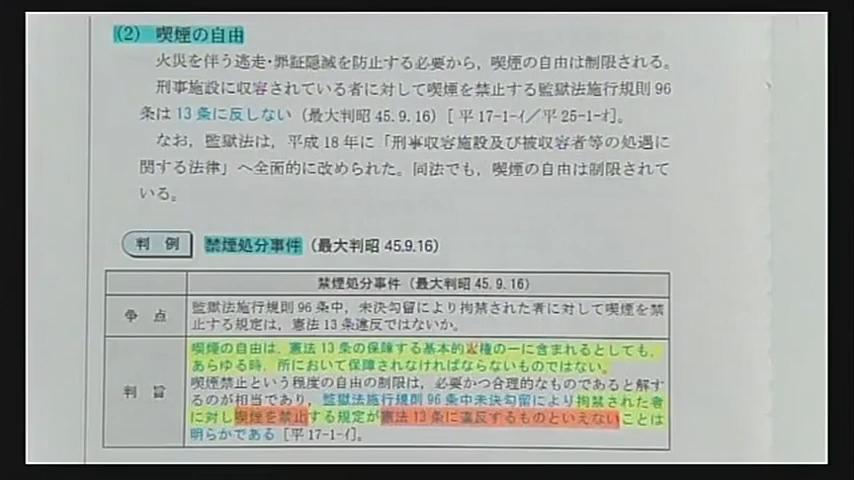 (2) 喫煙の自由
火災を伴う逃走・罪証隠滅を防止する必要から，喫煙の自由は制限される。
刑事施設に収容されている者に対して喫煙を禁止する監獄法施行規則 96
条は 13 条に反しない（最大判昭 45.9.16）[ 平 17-1-ｲ／平 25-1-ｵ]。
なお，監獄法は，平成 18 年に「刑事収容施設及び被収容者等の処遇に
関する法律」へ全面的に改められた。同法でも，喫煙の自由は制限されて
いる。
判 例 禁煙処分事件（最大判昭 45.9.16）
禁煙処分事件（最大判昭 45.9.16）
争 点
監獄法施行規則 96 条中，未決勾留により拘禁された者に対して喫煙を禁
止する規定は，憲法 13 条違反ではないか。
判 旨
喫煙の自由は，憲法 13 条の保障する基本的人権の一に含まれるとしても，
あらゆる時，所において保障されなければならないものではない。
喫煙禁止という程度の自由の制限は，必要かつ合理的なものであると解す
るのが相当であり，監獄法施行規則 96 条中未決勾留により拘禁された者
に対し喫煙を禁止する規定が憲法 13 条に違反するものといえないことは
明らかである [平 17-1-ｲ]。